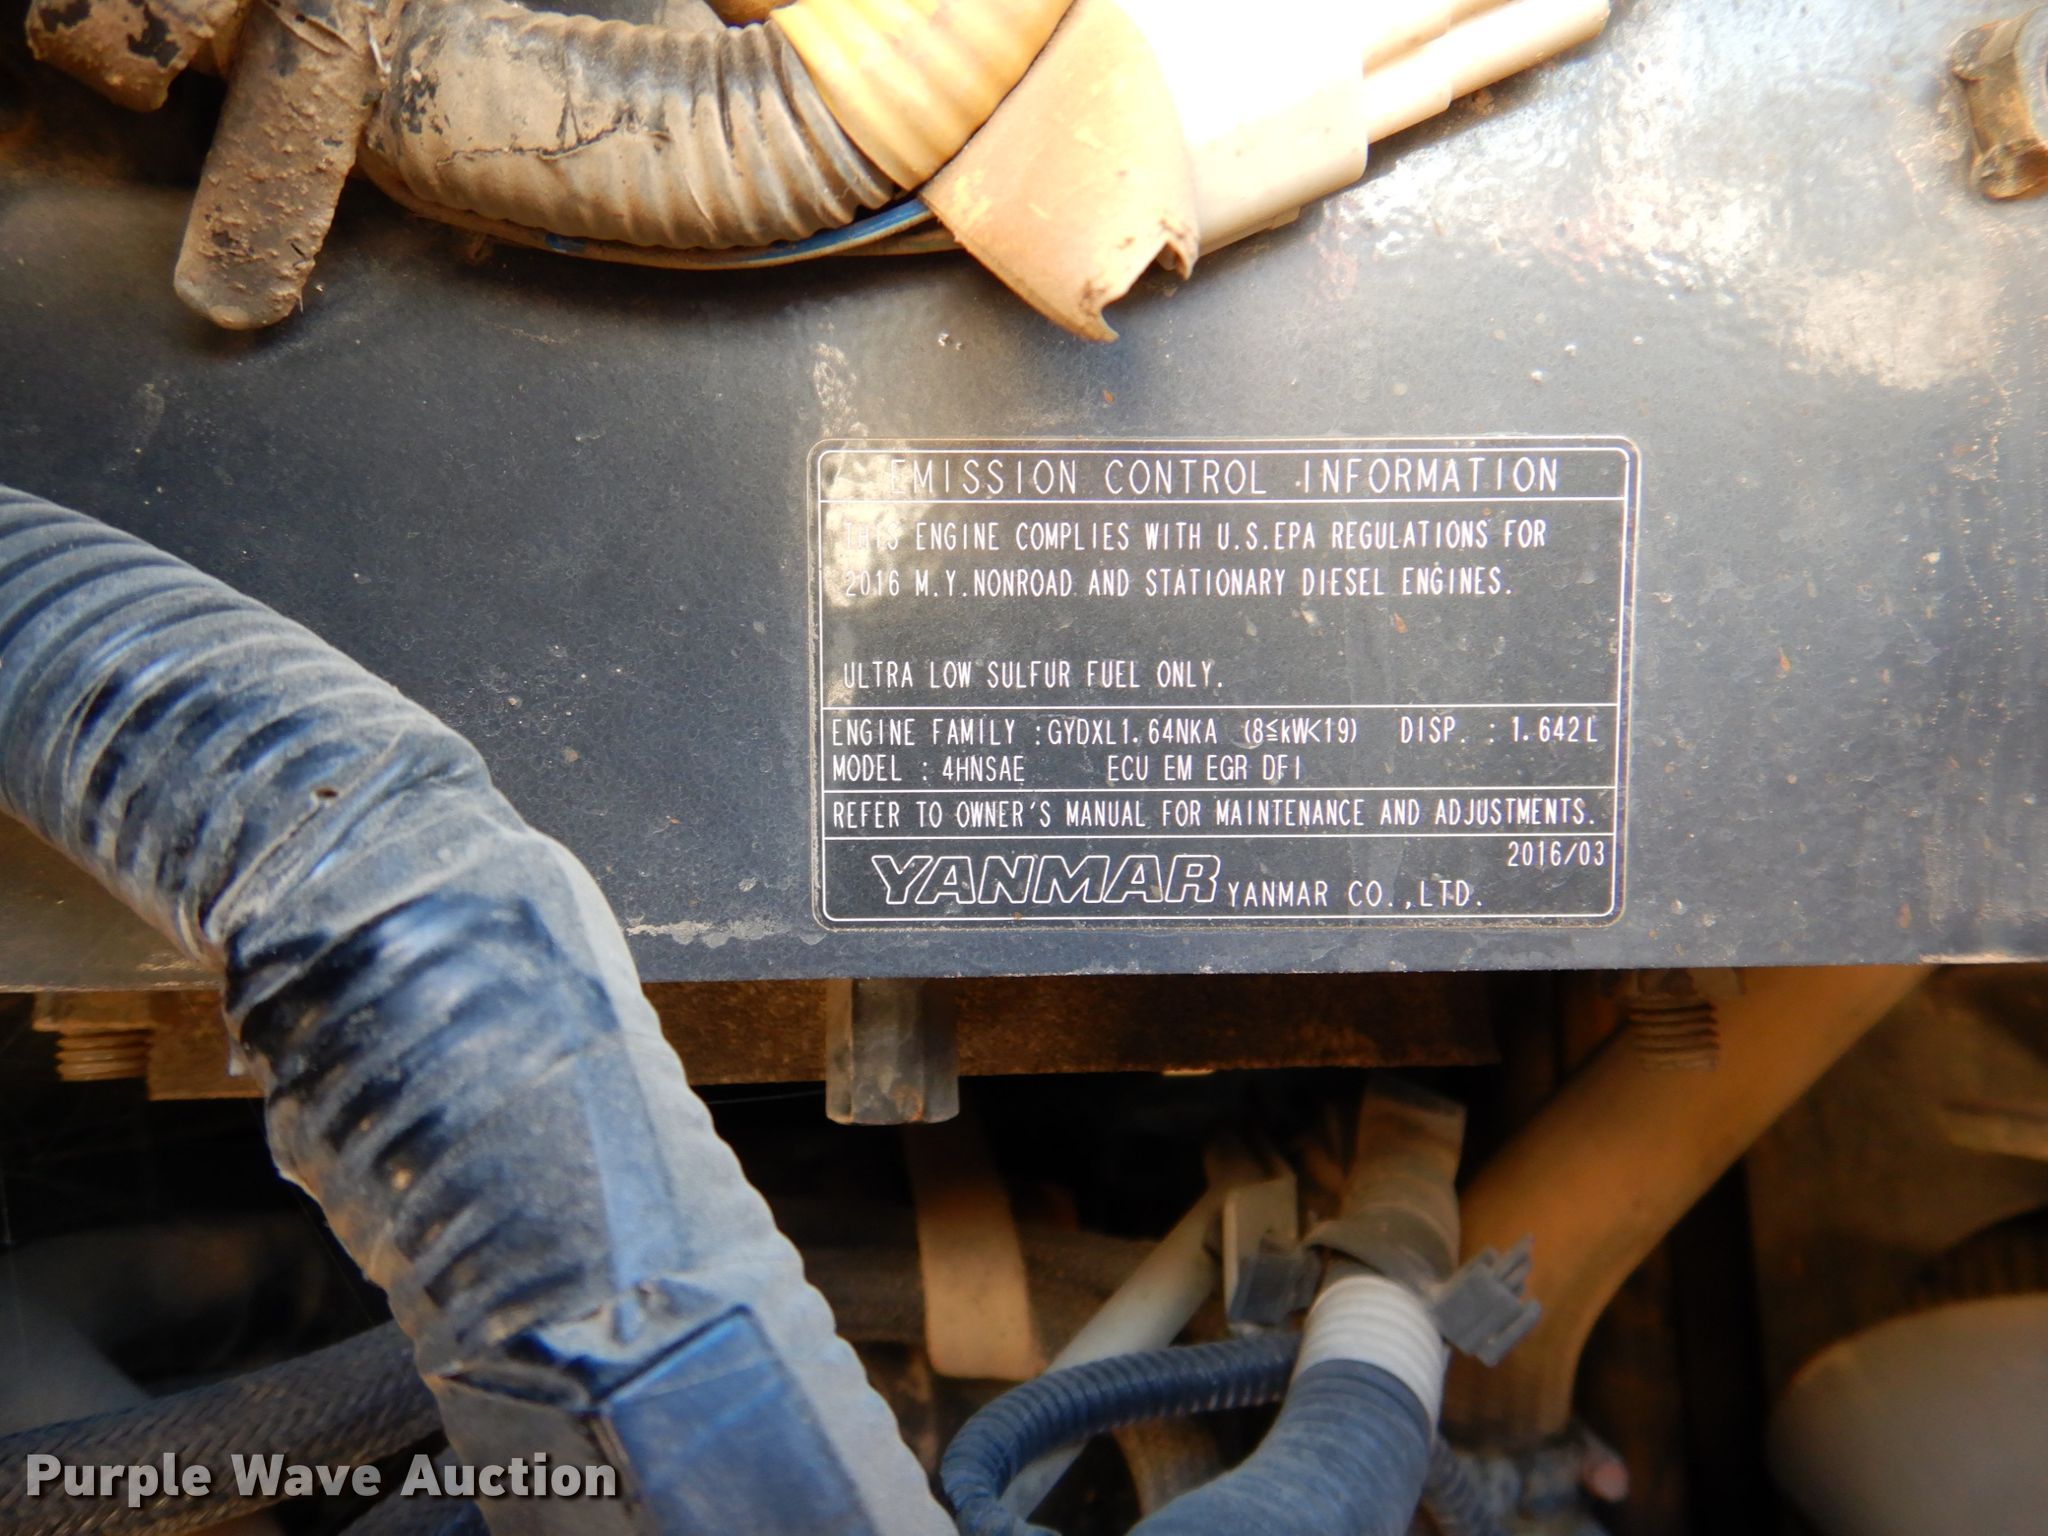 EMISSION CONTROL INFORMATION
THIS ENGINE COMPLIES WITH U.S.EPA REGULATIONS FOR
2016 M.Y.NONROAD AND STATIONARY DIESEL ENGINES.
ULTRA LOW SULFUR FUEL ONLY.
ENGINE FAMILY :GYDXL1.64NKA (8≦kW<19) DISP. :1.642L
MODEL : 4HNSAE ECU EM EGR DFI
REFER TO OWNER'S MANUAL FOR MAINTENANCE AND ADJUSTMENTS.
2016/03
YANMAR YANMAR CO.,LTD.
Purple Wave Auction